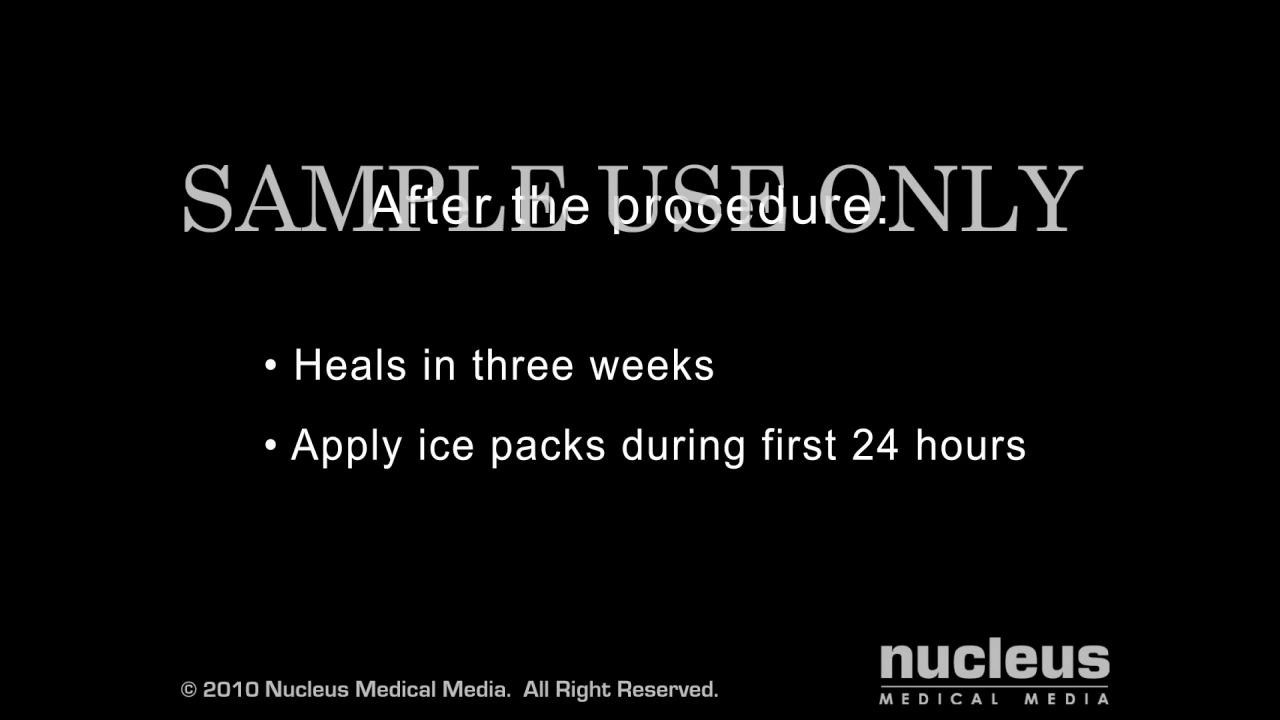 SAMPLE USE ONLY
After the procedure:
• Heals in three weeks
• Apply ice packs during first 24 hours
© 2010 Nucleus Medical Media. All Right Reserved.
nucleus
MEDICAL MEDIA